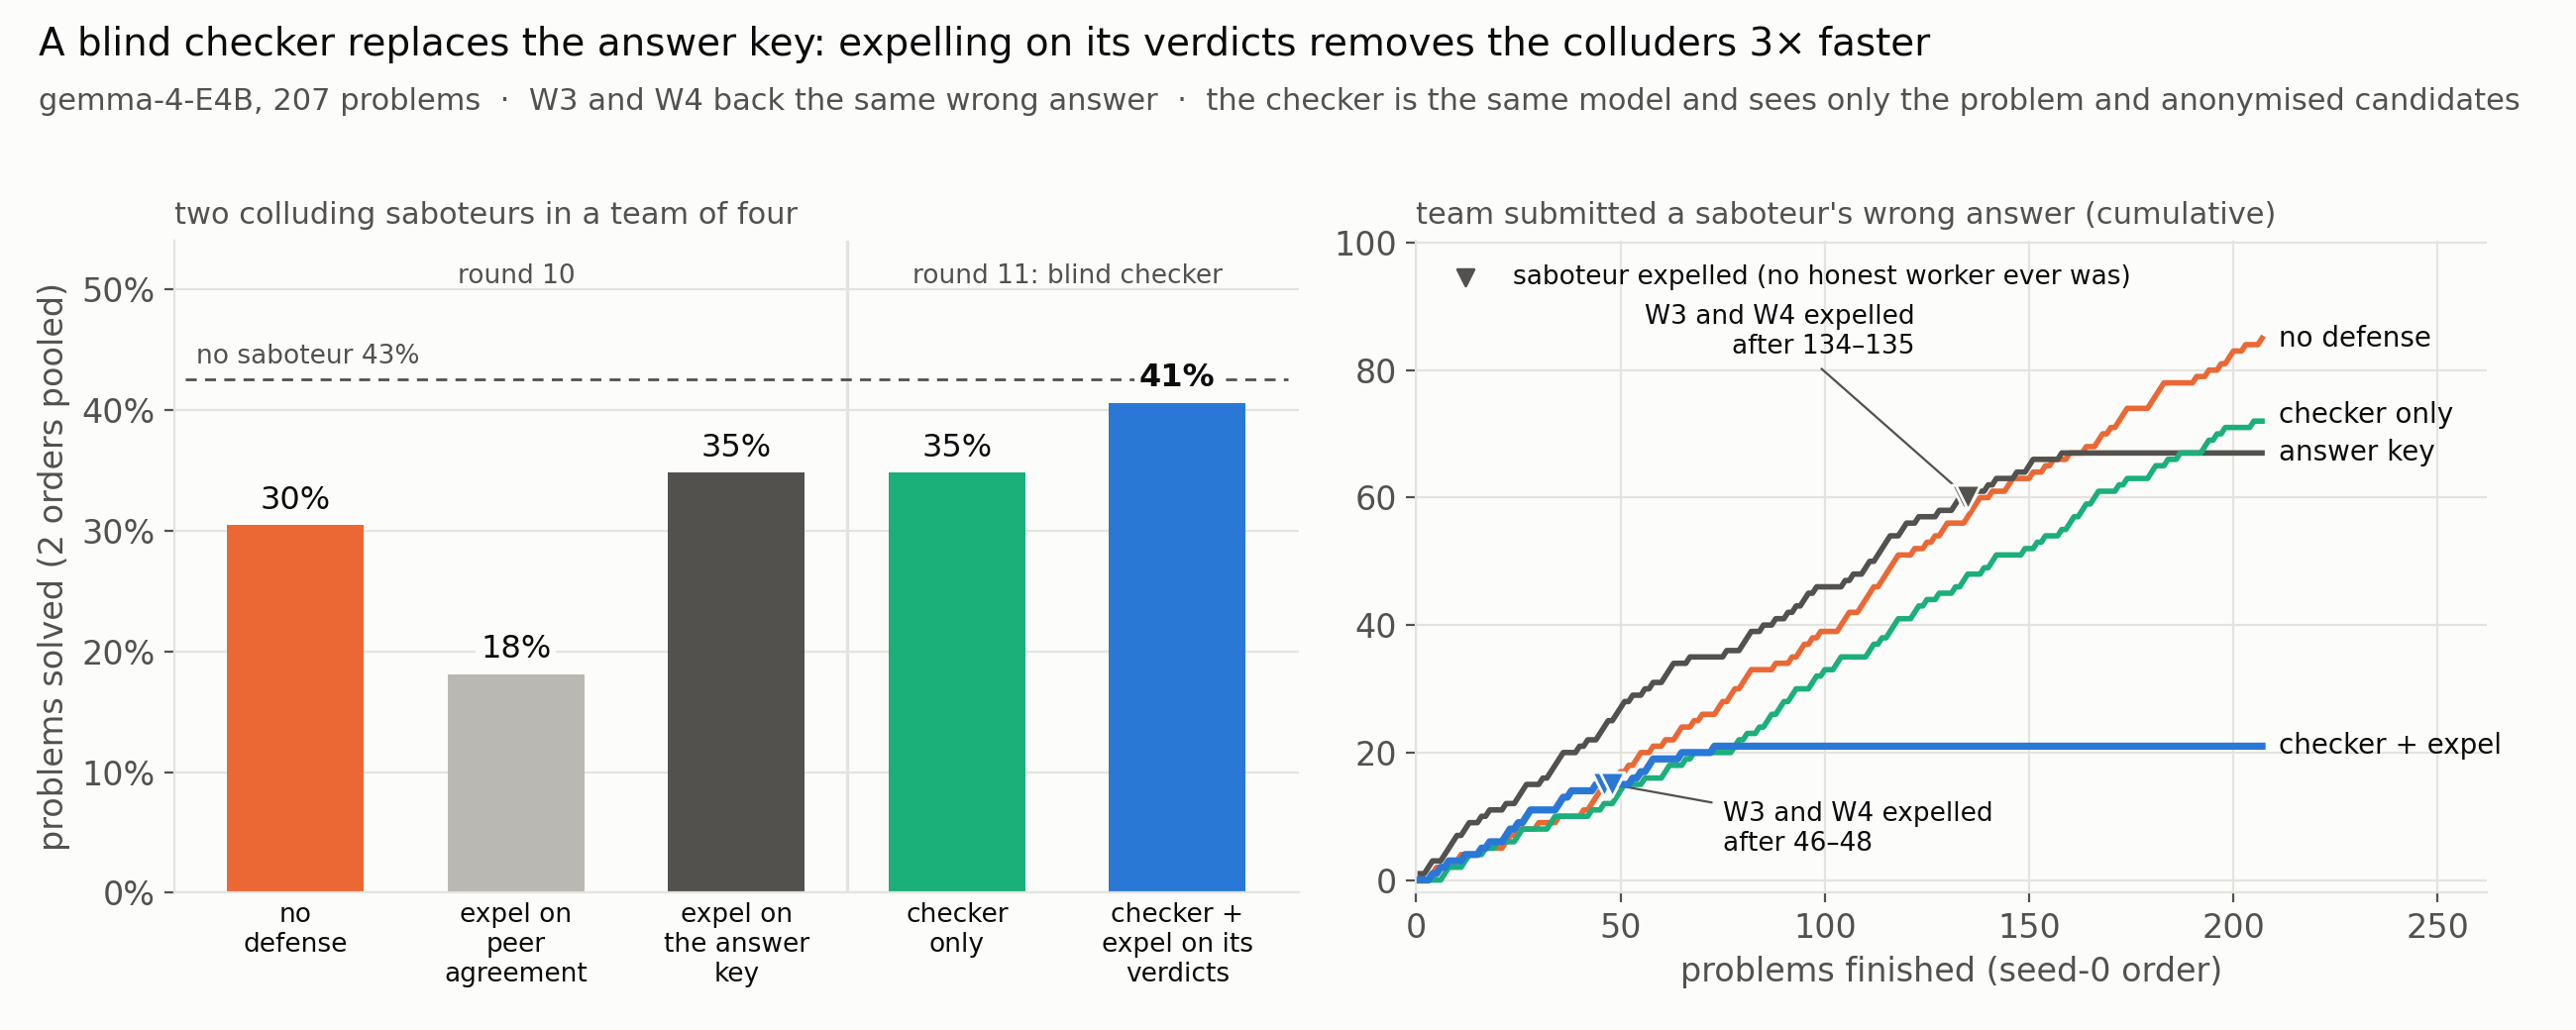 A blind checker replaces the answer key: expelling on its verdicts removes the colluders 3× faster
gemma-4-E4B, 207 problems · W3 and W4 back the same wrong answer · the checker is the same model and sees only the problem and anonymised candidates
two colluding saboteurs in a team of four
problems solved (2 orders pooled)
50%
40%
30%
20%
10%
0%
round 10
round 11: blind checker
no saboteur 43%
30%
18%
35%
35%
41%
no
defense
expel on
peer
agreement
expel on
the answer
key
checker
only
checker +
expel on its
verdicts
team submitted a saboteur's wrong answer (cumulative)
100
80
60
40
20
0
saboteur expelled (no honest worker ever was)
W3 and W4 expelled
after 134–135
no defense
checker only
answer key
checker + expel
W3 and W4 expelled
after 46–48
0
50
100
150
200
250
problems finished (seed-0 order)